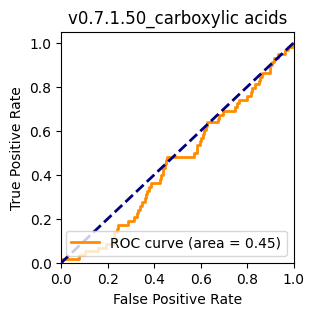 v0.7.1.50_carboxylic acids
True Positive Rate
1.0
0.8
0.6
0.4
0.2
0.0
ROC curve (area = 0.45)
0.0 0.2 0.4 0.6 0.8 1.0
False Positive Rate